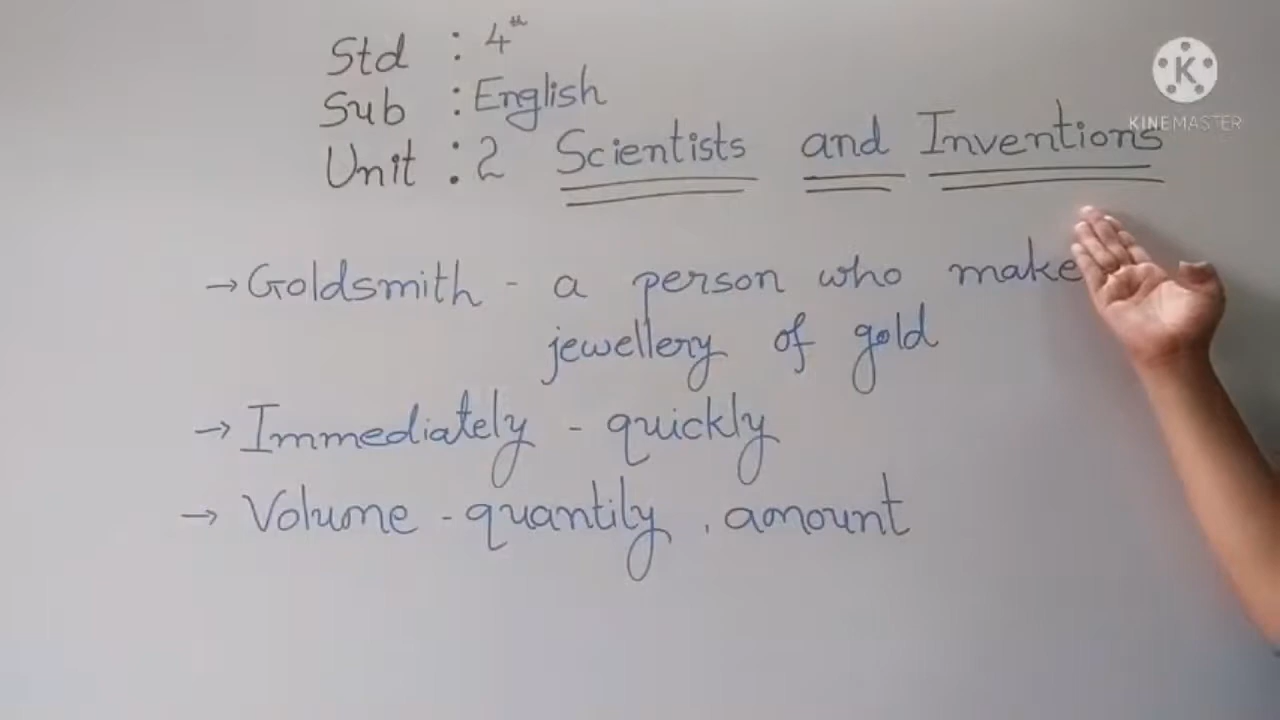 Std : 4th
Sub : English
Unit : 2 Scientists and Inventions
KINEMASTER
→ Goldsmith - a person who make
jewellery of gold
→ Immediately - quickly
→ Volume - quantity , amount